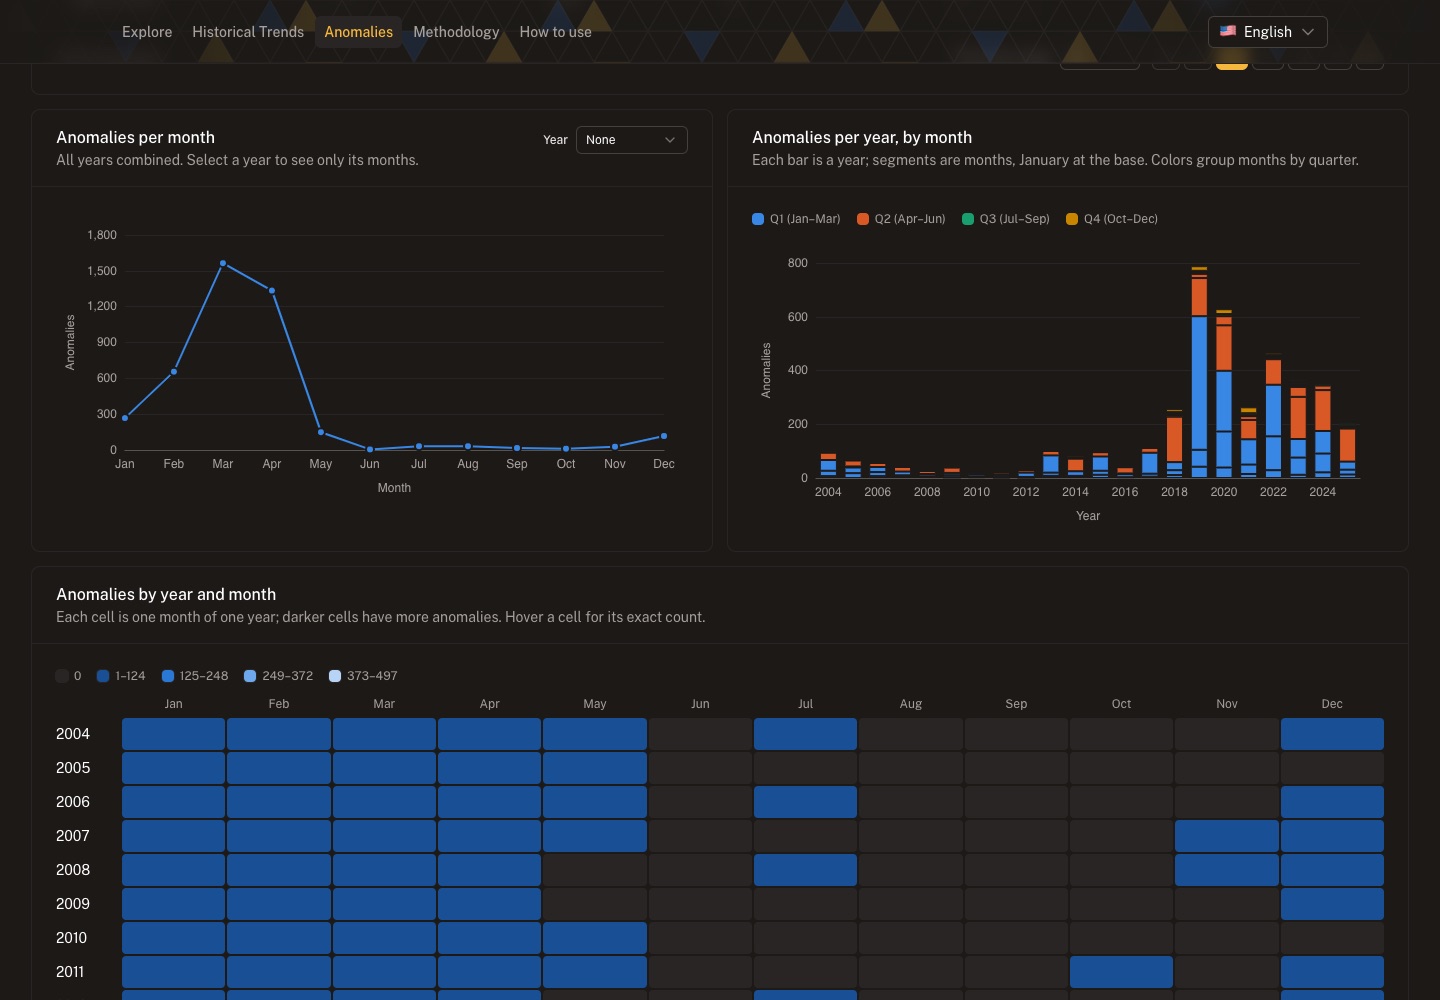 Explore Historical Trends Anomalies Methodology How to use English
Anomalies per month
All years combined. Select a year to see only its months.
Year None
1,800
1,500
1,200
900
600
300
0
Anomalies
Jan Feb Mar Apr May Jun Jul Aug Sep Oct Nov Dec
Month
Anomalies per year, by month
Each bar is a year; segments are months, January at the base. Colors group months by quarter.
Q1 (Jan–Mar) Q2 (Apr–Jun) Q3 (Jul–Sep) Q4 (Oct–Dec)
800
600
400
200
0
Anomalies
2004 2006 2008 2010 2012 2014 2016 2018 2020 2022 2024
Year
Anomalies by year and month
Each cell is one month of one year; darker cells have more anomalies. Hover a cell for its exact count.
0 1–124 125–248 249–372 373–497
Jan Feb Mar Apr May Jun Jul Aug Sep Oct Nov Dec
2004
2005
2006
2007
2008
2009
2010
2011